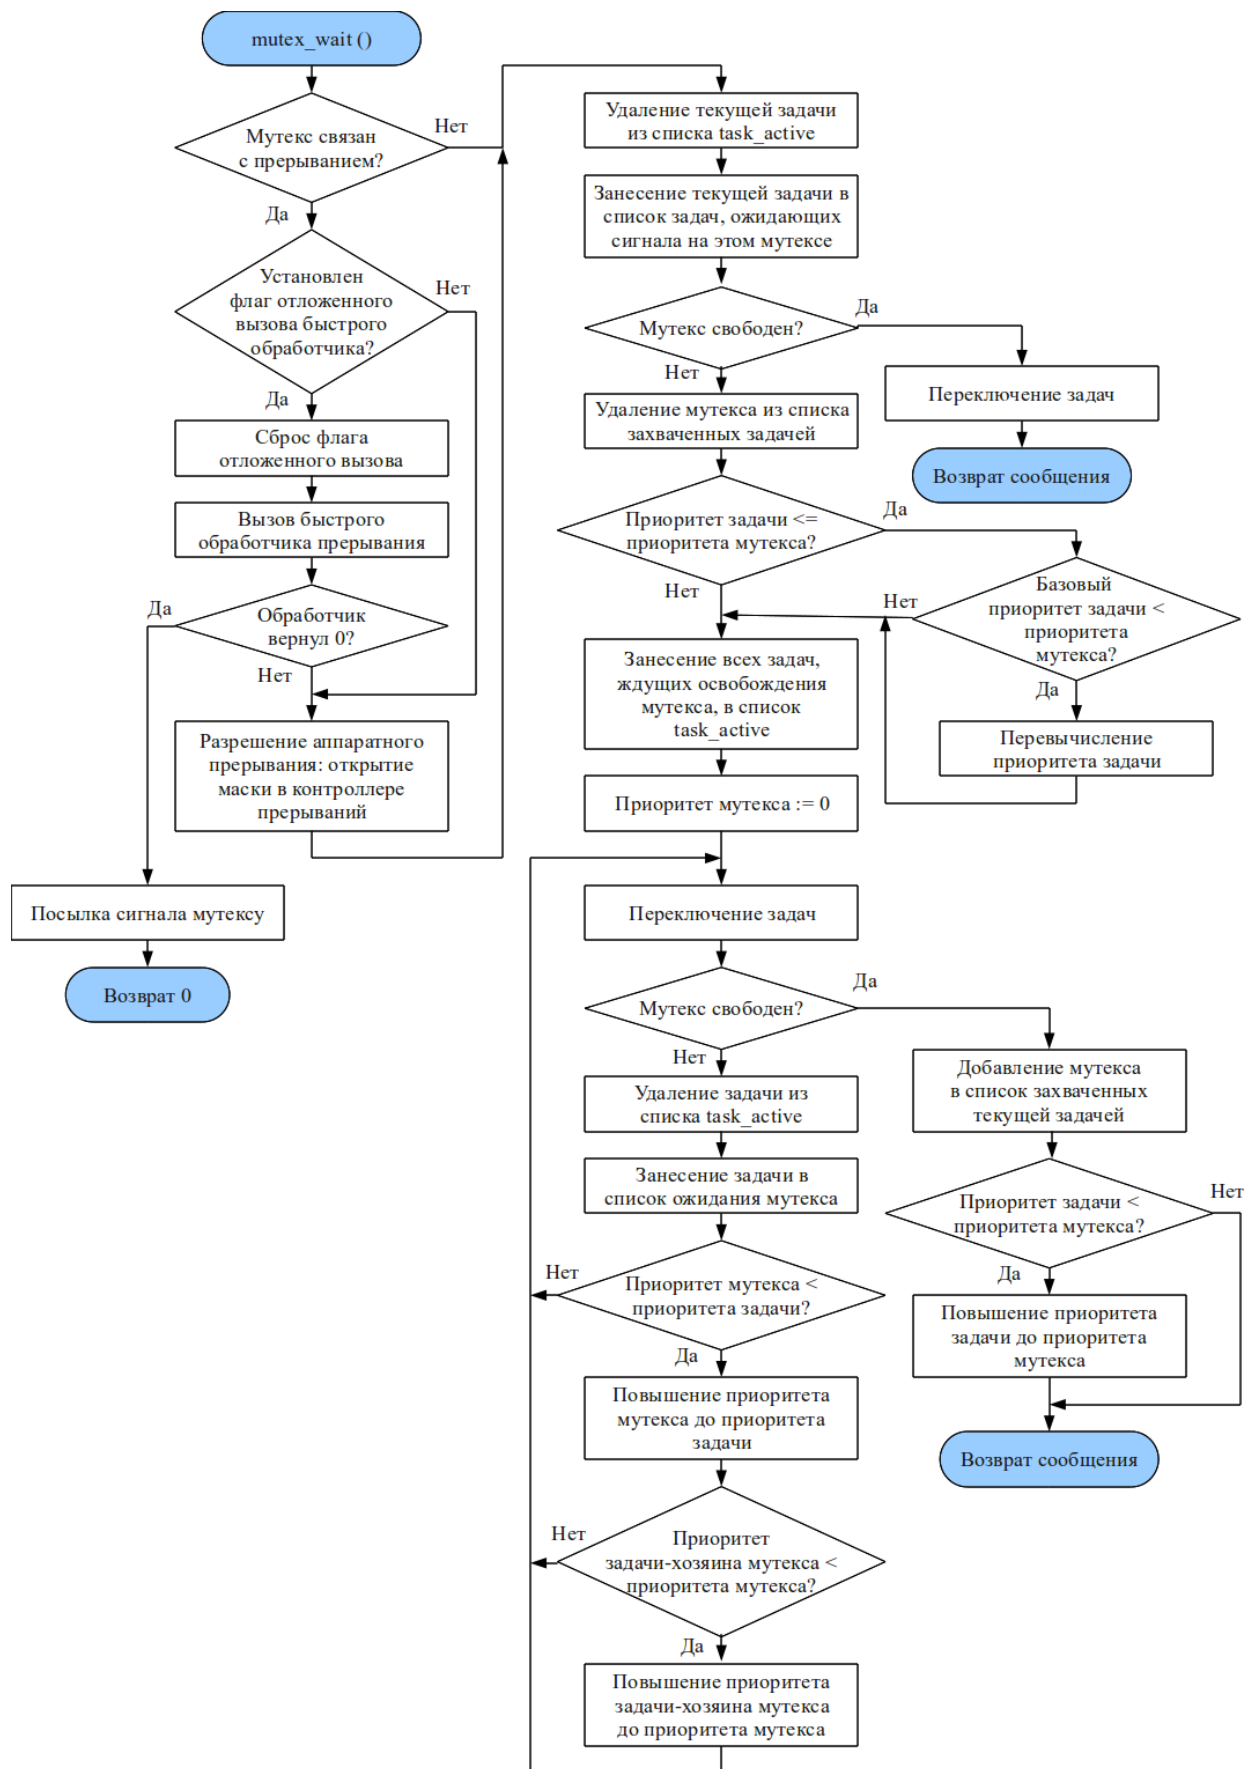 mutex_wait ()
Мутекс связан
с прерыванием?
Нет
Да
Установлен
флаг отложенного
вызова быстрого
обработчика?
Нет
Да
Сброс флага
отложенного вызова
Вызов быстрого
обработчика прерывания
Да
Обработчик
вернул 0?
Нет
Разрешение аппаратного
прерывания: открытие
маски в контроллере
прерываний
Посылка сигнала мутексу
Возврат 0
Удаление текущей задачи
из списка task_active
Занесение текущей задачи в
список задач, ожидающих
сигнала на этом мутексе
Мутекс свободен?
Да
Нет
Переключение задач
Возврат сообщения
Удаление мутекса из списка
захваченных задачей
Приоритет задачи <=
приоритета мутекса?
Да
Нет
Базовый
приоритет задачи <
приоритета
мутекса?
Нет
Да
Перевычисление
приоритета задачи
Занесение всех задач,
ждущих освобождения
мутекса, в список
task_active
Приоритет мутекса := 0
Переключение задач
Мутекс свободен?
Да
Нет
Добавление мутекса
в список захваченных
текущей задачей
Приоритет задачи <
приоритета мутекса?
Нет
Да
Повышение приоритета
задачи до приоритета
мутекса
Возврат сообщения
Удаление задачи из
списка task_active
Занесение задачи в
список ожидания мутекса
Нет
Приоритет мутекса <
приоритета задачи?
Да
Повышение приоритета
мутекса до приоритета
задачи
Нет
Приоритет
задачи-хозяина мутекса <
приоритета мутекса?
Да
Повышение приоритета
задачи-хозяина мутекса
до приоритета мутекса